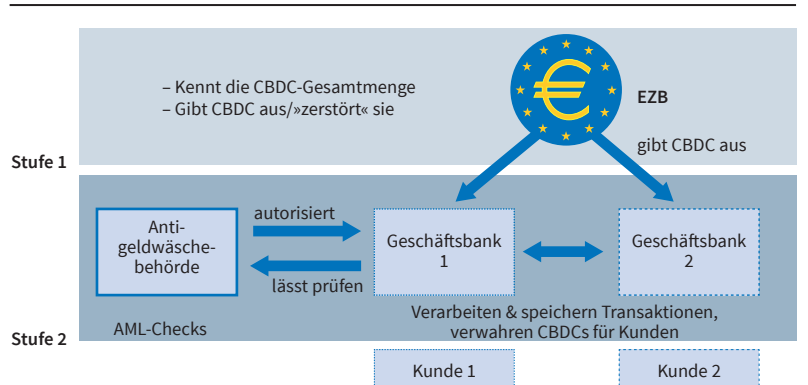 – Kennt die CBDC-Gesamtmenge
– Gibt CBDC aus/»zerstört« sie
€
EZB
gibt CBDC aus
Stufe 1
Anti-
geldwäsche-
behörde
autorisiert
lässt prüfen
Geschäftsbank
1
Geschäftsbank
2
AML-Checks
Verarbeiten & speichern Transaktionen,
verwahren CBDCs für Kunden
Stufe 2
Kunde 1
Kunde 2